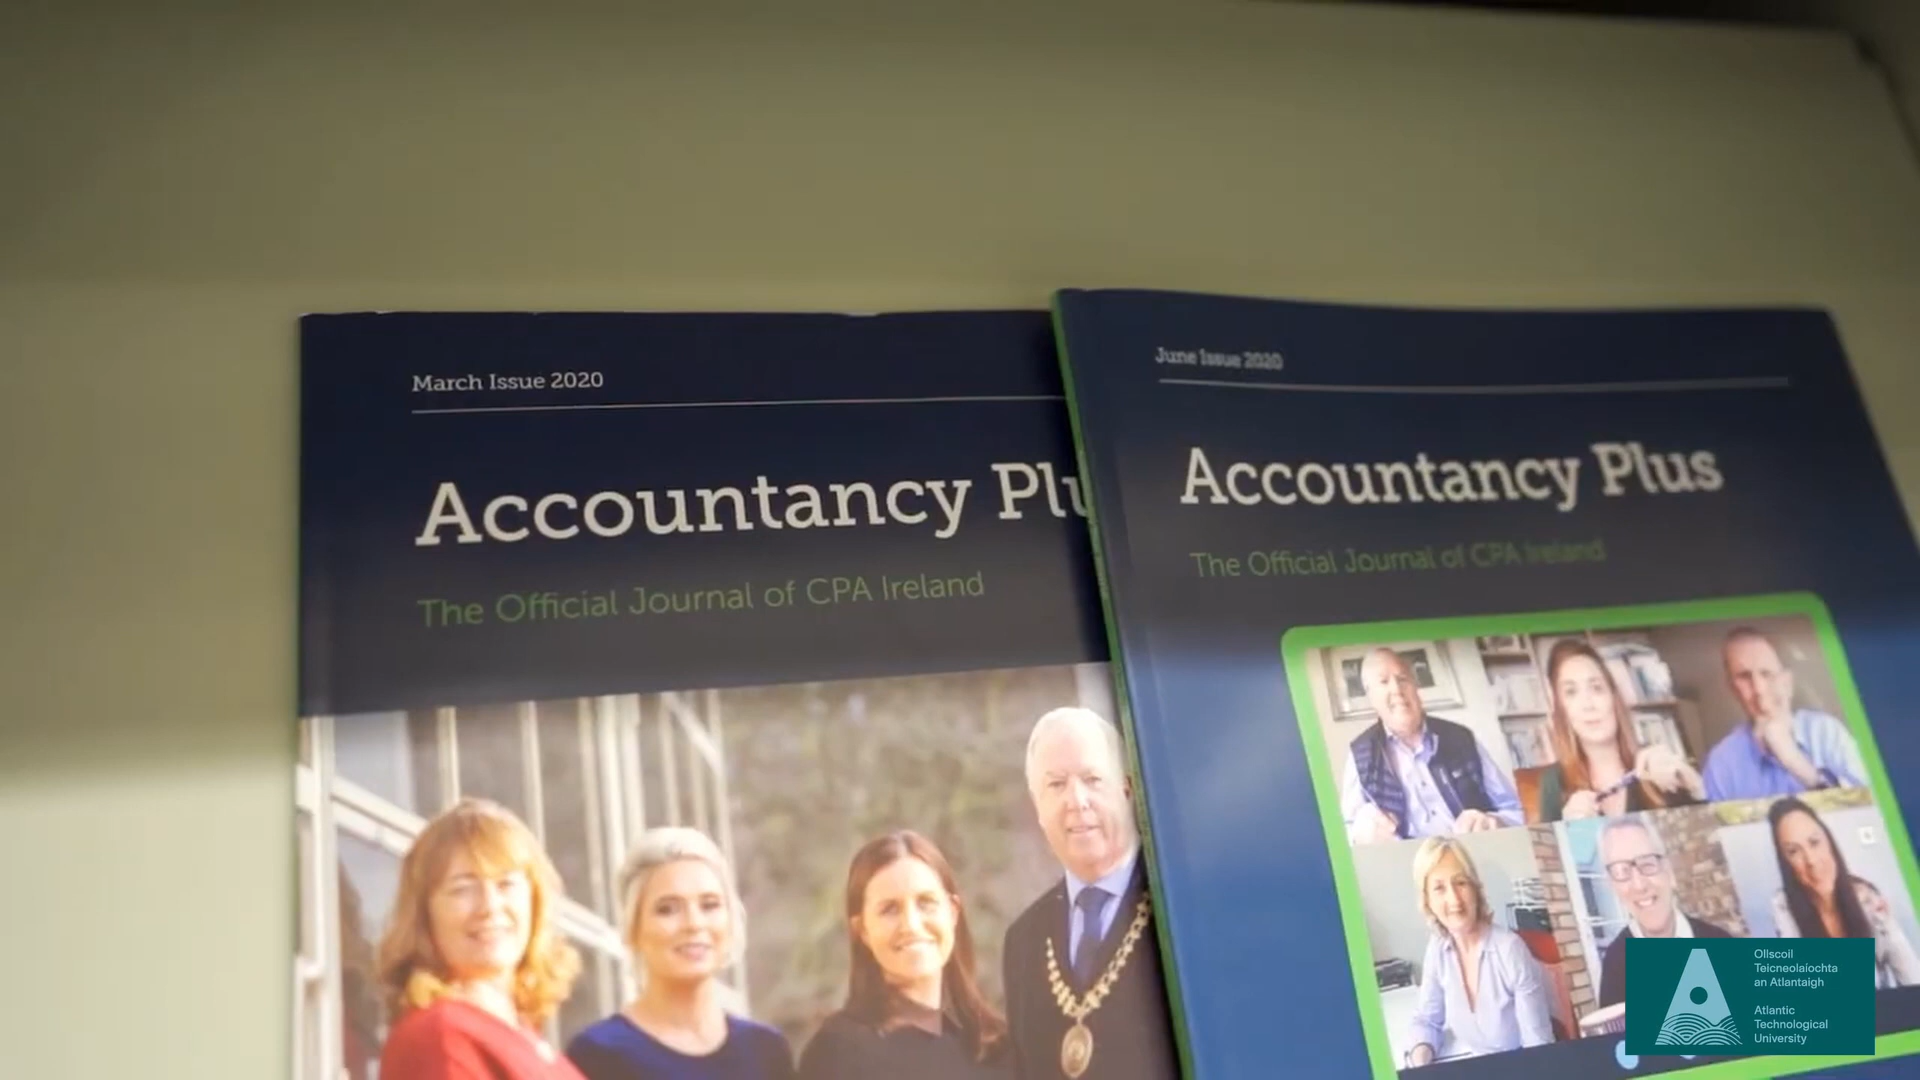 March Issue 2020
Accountancy Plu
The Official Journal of CPA Ireland
June Issue 2020
Accountancy Plus
The Official Journal of CPA Ireland
Ollscoil
Teicneolaíochta
an Atlantaigh
Atlantic
Technological
University